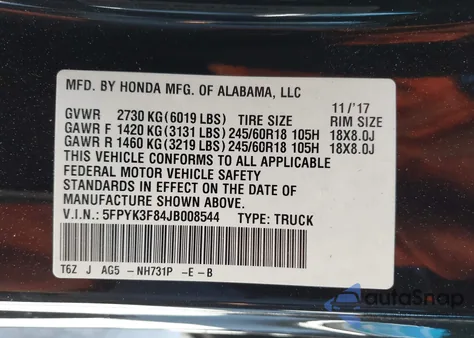 MFD. BY HONDA MFG. OF ALABAMA, LLC
11/'17
GVWR 2730 KG(6019 LBS) TIRE SIZE RIM SIZE
GAWR F 1420 KG(3131 LBS) 245/60R18 105H 18X8.0J
GAWR R 1460 KG(3219 LBS) 245/60R18 105H 18X8.0J
THIS VEHICLE CONFORMS TO ALL APPLICABLE
FEDERAL MOTOR VEHICLE SAFETY
STANDARDS IN EFFECT ON THE DATE OF
MANUFACTURE SHOWN ABOVE.
V.I.N.: 5FPYK3F84JB008544 TYPE: TRUCK
T6Z J AG5 -NH731P -E -B
autoSnap